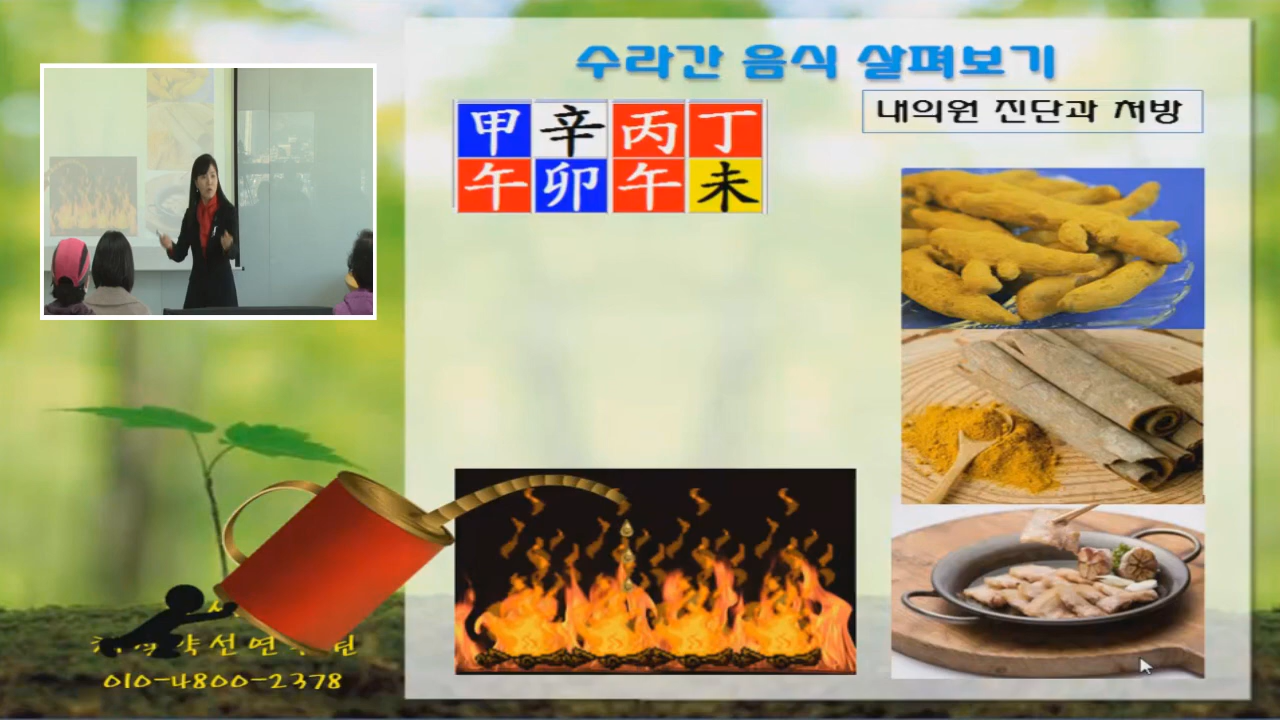 수라간 음식 살펴보기
내의원 진단과 처방
甲 辛 丙 丁
午 卯 午 未
010-4800-2378